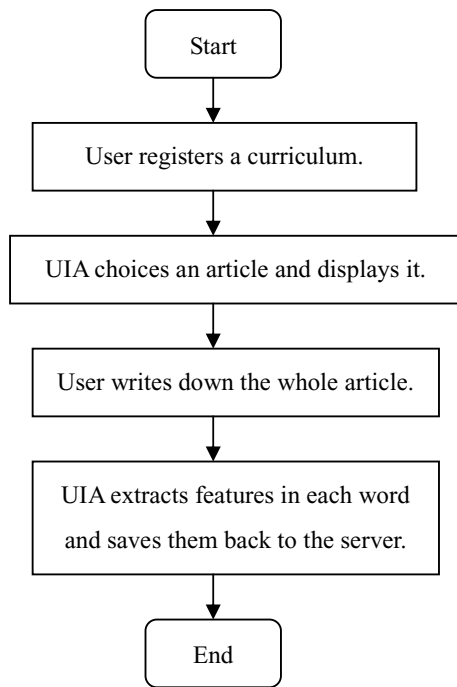 Start
User registers a curriculum.
UIA choices an article and displays it.
User writes down the whole article.
UIA extracts features in each word
and saves them back to the server.
End